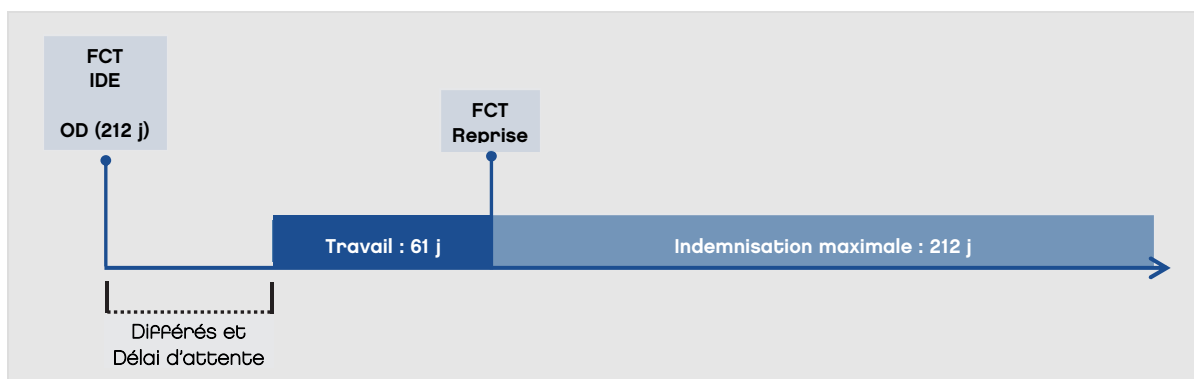 FCT
IDE
OD (212 j)
FCT
Reprise
Travail : 61 j
Indemnisation maximale : 212 j
Différés et
Délai d'attente